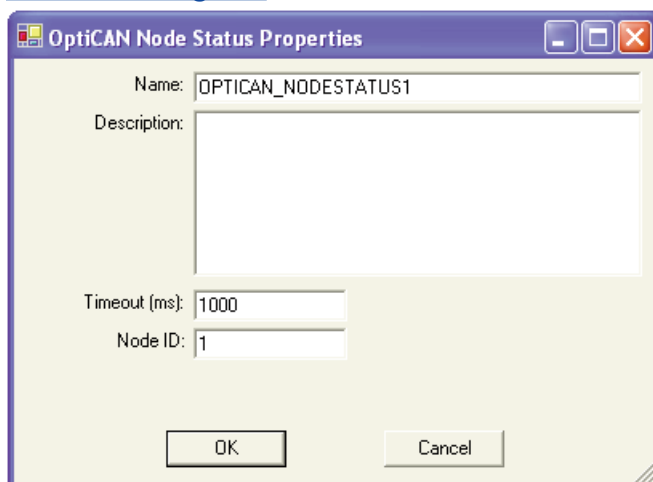 OptiCAN Node Status Properties
Name: OPTICAN_NODESTATUS1
Description:
Timeout (ms): 1000
Node ID: 1
OK Cancel